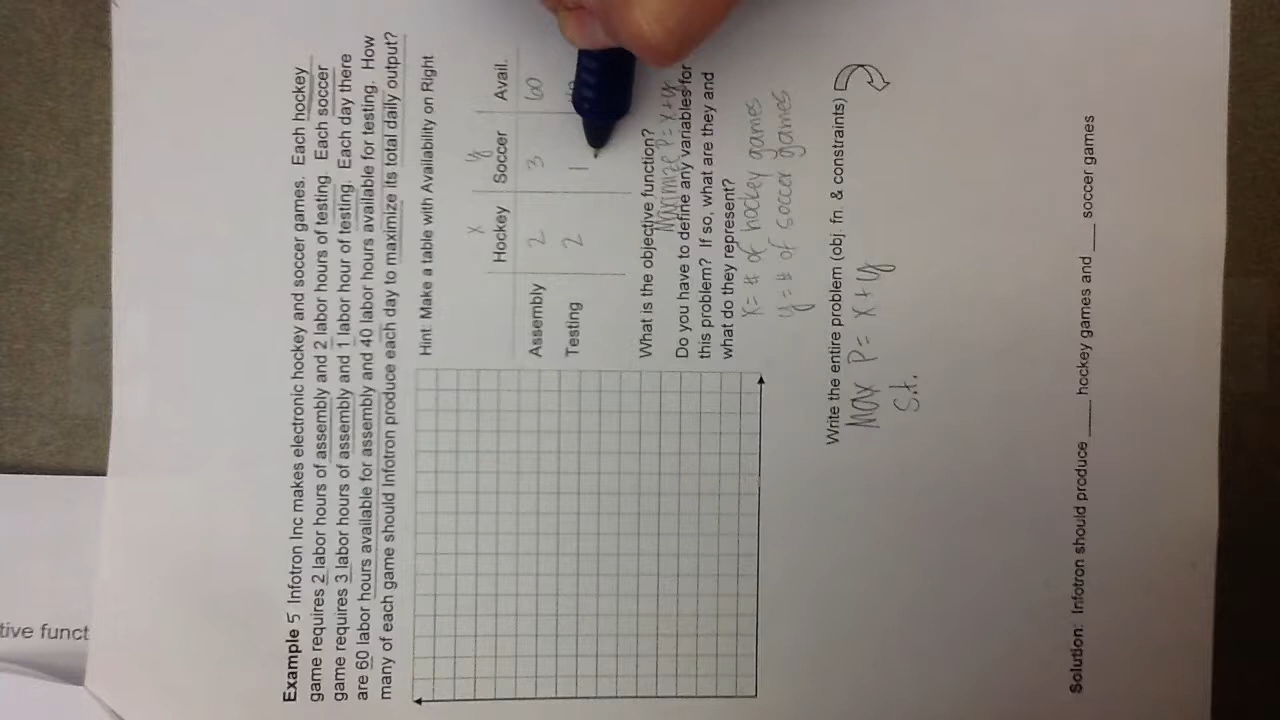 tive funct
Example 5 Infotron Inc makes electronic hockey and soccer games. Each hockey
game requires 2 labor hours of assembly and 2 labor hours of testing. Each soccer
game requires 3 labor hours of assembly and 1 labor hour of testing. Each day there
are 60 labor hours available for assembly and 40 labor hours available for testing. How
many of each game should Infotron produce each day to maximize its total daily output?
Hint: Make a table with Availability on Right
x y
Hockey Soccer Avail.
Assembly 2 3 60
Testing 2 1
What is the objective function?
Maximize P = x + y
Do you have to define any variables for
this problem? If so, what are they and
what do they represent?
x = # of hockey games
y = # of soccer games
Write the entire problem (obj. fn & constraints)
Max P = x + y
s.t.
Solution: Infotron should produce ____ hockey games and ___ soccer games